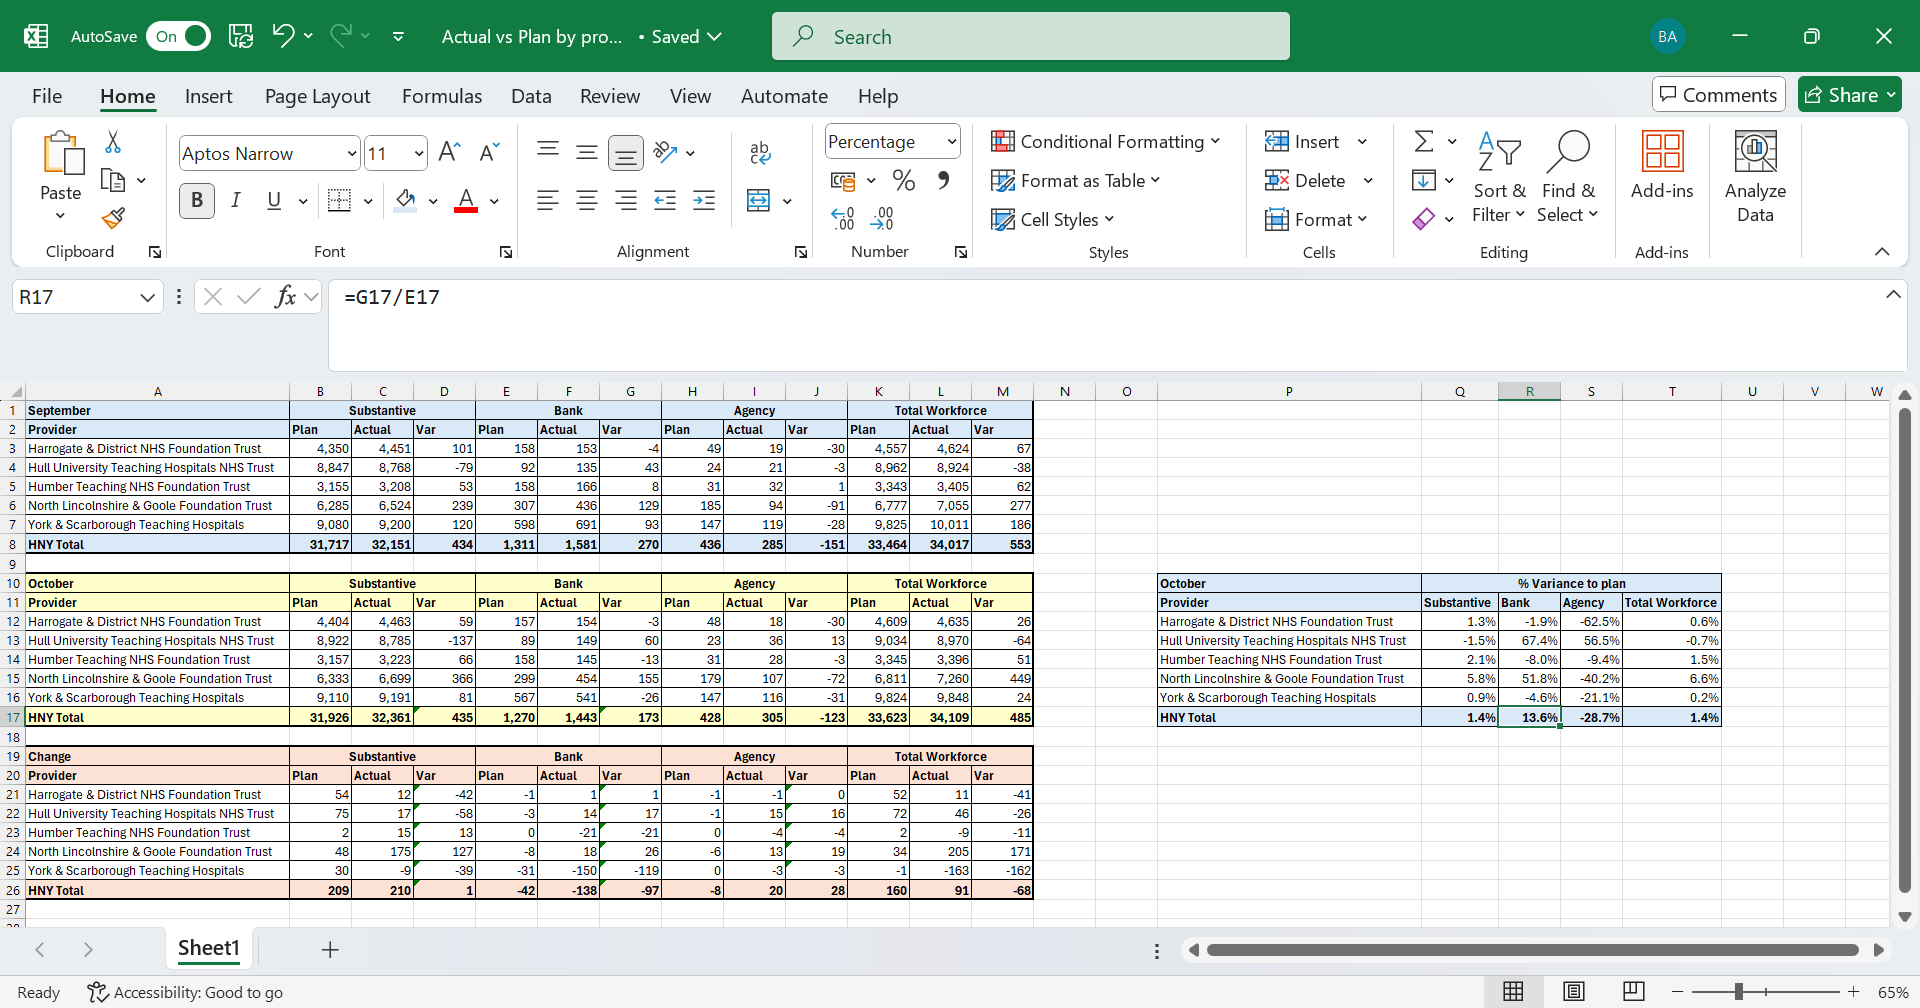 AutoSave On Actual vs Plan by pro... • Saved Search BA
File Home Insert Page Layout Formulas Data Review View Automate Help Comments Share
Paste Aptos Narrow 11 B I U A A A ab Percentage % Conditional Formatting Format as Table Cell Styles Insert Delete Format Sort & Filter Find & Select Add-ins Analyze Data
Clipboard Font Alignment Number Styles Cells Editing Add-ins
R17 fx =G17/E17
A B C D E F G H I J K L M N O P Q R S T U V W
1 September Substantive Bank Agency Total Workforce
2 Provider Plan Actual Var Plan Actual Var Plan Actual Var Plan Actual Var
3 Harrogate & District NHS Foundation Trust 4,350 4,451 101 158 153 -4 49 19 -30 4,557 4,624 67
4 Hull University Teaching Hospitals NHS Trust 8,847 8,768 -79 92 135 43 24 21 -3 8,962 8,924 -38
5 Humber Teaching NHS Foundation Trust 3,155 3,208 53 158 166 8 31 32 1 3,343 3,405 62
6 North Lincolnshire & Goole Foundation Trust 6,285 6,524 239 307 436 129 185 94 -91 6,777 7,055 277
7 York & Scarborough Teaching Hospitals 9,080 9,200 120 598 691 93 147 119 -28 9,825 10,011 186
8 HNY Total 31,717 32,151 434 1,311 1,581 270 436 285 -151 33,464 34,017 553
9
10 October Substantive Bank Agency Total Workforce October % Variance to plan
11 Provider Plan Actual Var Plan Actual Var Plan Actual Var Plan Actual Var Provider Substantive Bank Agency Total Workforce
12 Harrogate & District NHS Foundation Trust 4,404 4,463 59 157 154 -3 48 18 -30 4,609 4,635 26 Harrogate & District NHS Foundation Trust 1.3% -1.9% -62.5% 0.6%
13 Hull University Teaching Hospitals NHS Trust 8,922 8,785 -137 89 149 60 23 36 13 9,034 8,970 -64 Hull University Teaching Hospitals NHS Trust -1.5% 67.4% 56.5% -0.7%
14 Humber Teaching NHS Foundation Trust 3,157 3,223 66 158 145 -13 31 28 -3 3,345 3,396 51 Humber Teaching NHS Foundation Trust 2.1% -8.0% -9.4% 1.5%
15 North Lincolnshire & Goole Foundation Trust 6,333 6,699 366 299 454 155 179 107 -72 6,811 7,260 449 North Lincolnshire & Goole Foundation Trust 5.8% 51.8% -40.2% 6.6%
16 York & Scarborough Teaching Hospitals 9,110 9,191 81 567 541 -26 147 116 -31 9,824 9,848 24 York & Scarborough Teaching Hospitals 0.9% -4.6% -21.1% 0.2%
17 HNY Total 31,926 32,361 435 1,270 1,443 173 428 305 -123 33,623 34,109 485 HNY Total 1.4% 13.6% -28.7% 1.4%
18
19 Change Substantive Bank Agency Total Workforce
20 Provider Plan Actual Var Plan Actual Var Plan Actual Var Plan Actual Var
21 Harrogate & District NHS Foundation Trust 54 12 -42 -1 1 1 -1 -1 0 52 11 -41
22 Hull University Teaching Hospitals NHS Trust 75 17 -58 -3 14 17 -1 15 16 72 46 -26
23 Humber Teaching NHS Foundation Trust 2 15 13 0 -21 -21 0 -4 -4 2 -9 -11
24 North Lincolnshire & Goole Foundation Trust 48 175 127 -8 18 26 -6 13 19 34 205 171
25 York & Scarborough Teaching Hospitals 30 -9 -39 -31 -150 -119 0 -3 -3 -1 -163 -162
26 HNY Total 209 210 1 -42 -138 -97 -8 20 28 160 91 -68
27
Sheet1
Ready Accessibility: Good to go 65%